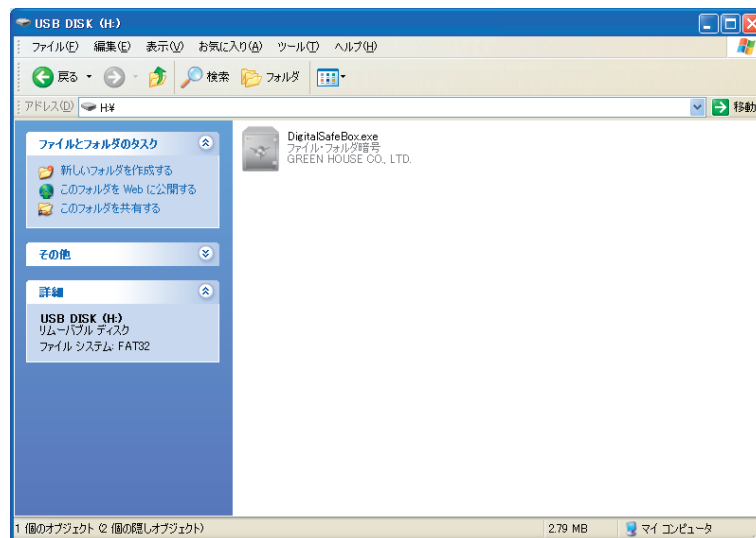 USB DISK (H:)
ファイル(F) 編集(E) 表示(V) お気に入り(A) ツール(T) ヘルプ(H)
戻る 検索 フォルダ
アドレス(D) H:¥ 移動
ファイルとフォルダのタスク
新しいフォルダを作成する
このフォルダを Web に公開する
このフォルダを共有する
その他
詳細
USB DISK (H:)
リムーバブル ディスク
ファイル システム: FAT32
DigitalSafeBox.exe
ファイル・フォルダ暗号
GREEN HOUSE CO., LTD.
1 個のオブジェクト (2 個の隠しオブジェクト) 2.79 MB マイ コンピュータ